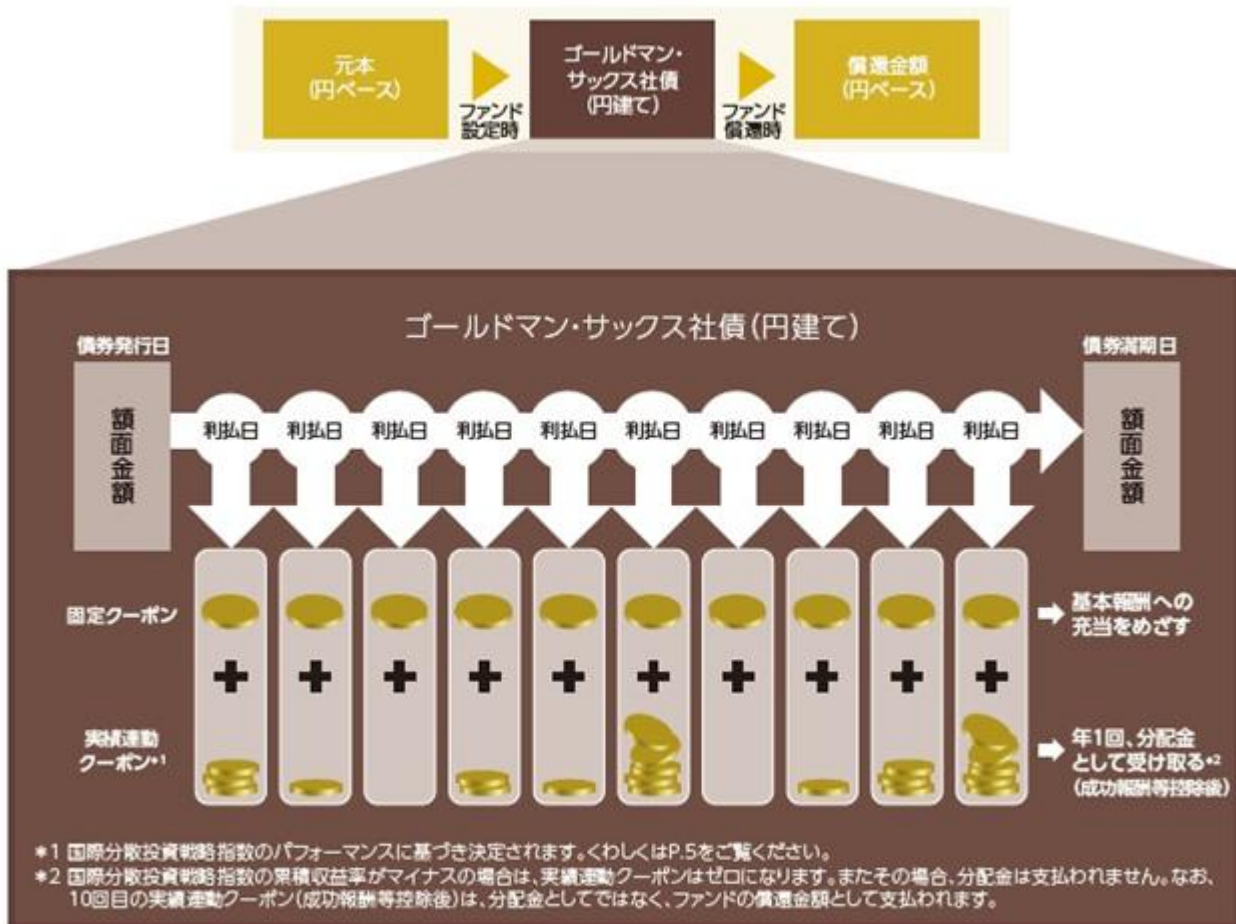 元本
(円ベース)
ファンド
設定時
ゴールドマン・
サックス社債
(円建て)
ファンド
償還時
償還金額
(円ベース)
ゴールドマン・サックス社債(円建て)
債券発行日
債券満期日
額面金額
利払日 利払日 利払日 利払日 利払日 利払日 利払日 利払日 利払日 利払日
額面金額
固定クーポン
基本報酬への
充当をめざす
実績連動
クーポン*1
年1回、分配金
として受け取る*2
(成功報酬等控除後)
*1 国際分散投資戦略指数のパフォーマンスに基づき決定されます。くわしくはP.5をご覧ください。
*2 国際分散投資戦略指数の累積収益率がマイナスの場合は、実績連動クーポンはゼロになります。またその場合、分配金は支払われません。なお、
10回目の実績連動クーポン(成功報酬等控除後)は、分配金としてではなく、ファンドの償還金額として支払われます。